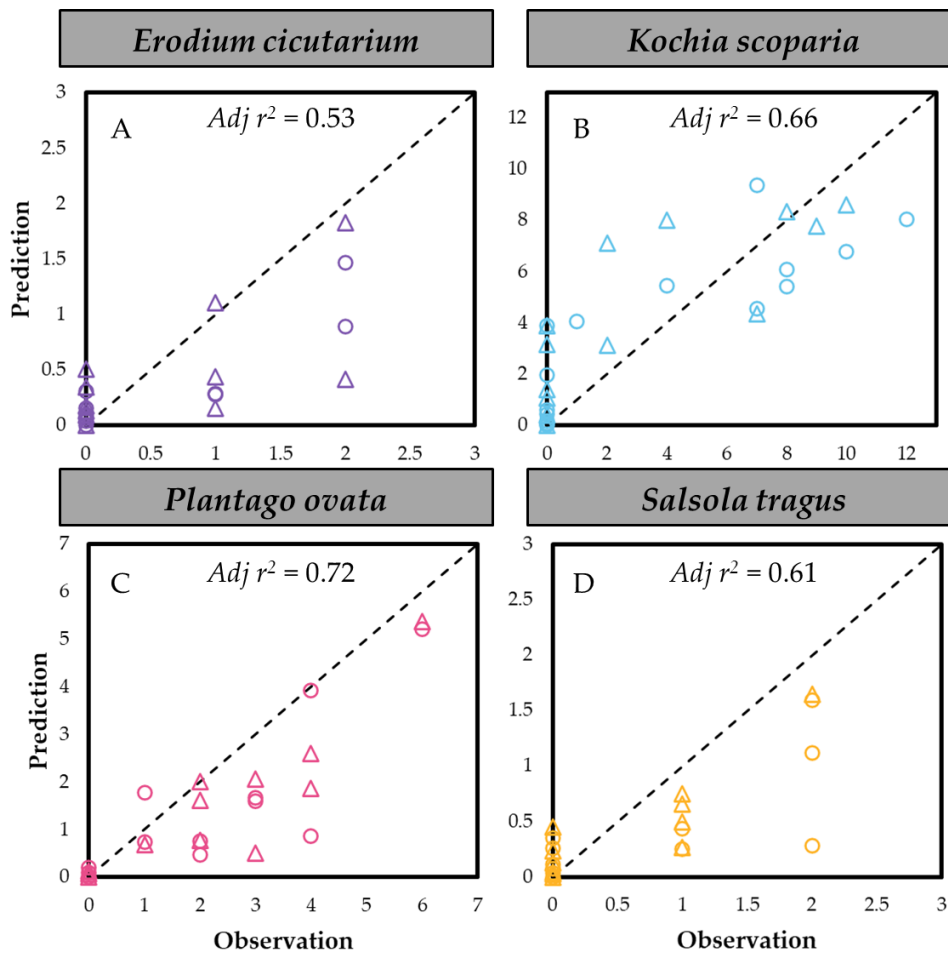 Erodium cicutarium
Kochia scoparia
3
2.5
2
1.5
1
0.5
0
A
Adj r² = 0.53
0 0.5 1 1.5 2 2.5 3
Prediction
12
10
8
6
4
2
0
B
Adj r² = 0.66
0 2 4 6 8 10 12
Plantago ovata
Salsola tragus
7
6
5
4
3
2
1
0
C
Adj r² = 0.72
0 1 2 3 4 5 6 7
Prediction
Observation
3
2.5
2
1.5
1
0.5
0
D
Adj r² = 0.61
0 0.5 1 1.5 2 2.5 3
Observation